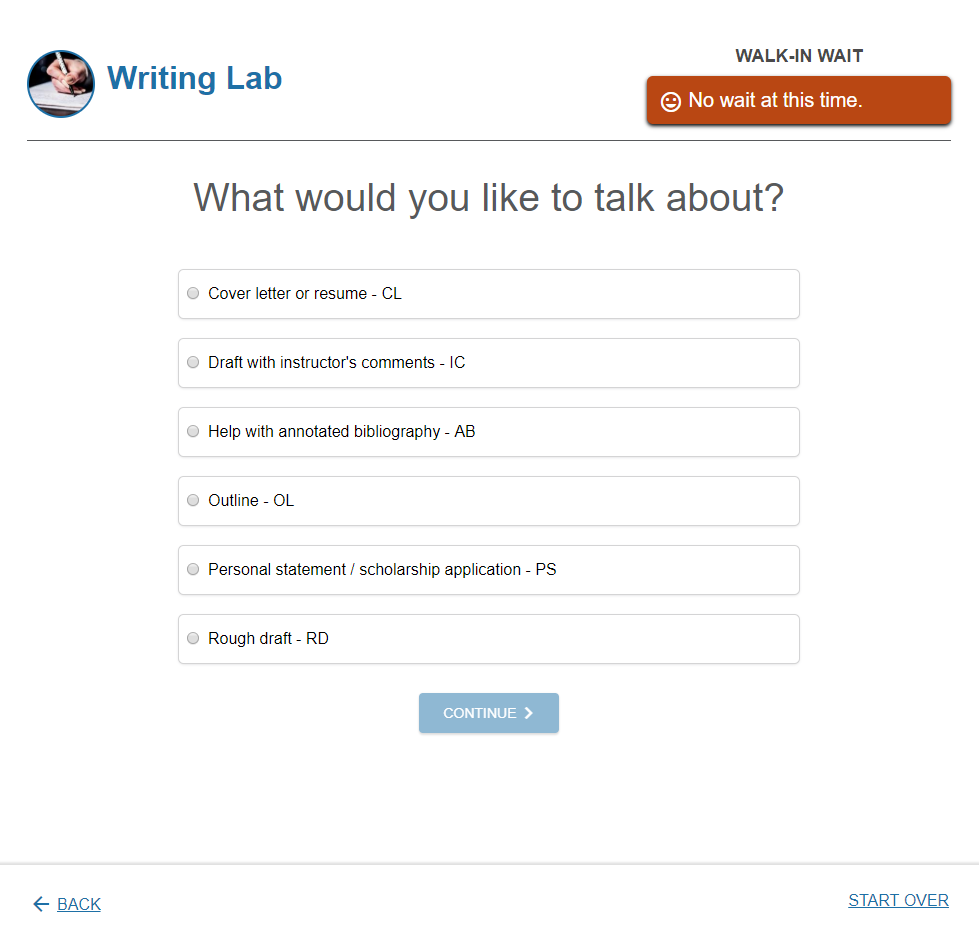 Writing Lab
WALK-IN WAIT
No wait at this time.
What would you like to talk about?
Cover letter or resume - CL
Draft with instructor's comments - IC
Help with annotated bibliography - AB
Outline - OL
Personal statement / scholarship application - PS
Rough draft - RD
CONTINUE
BACK
START OVER